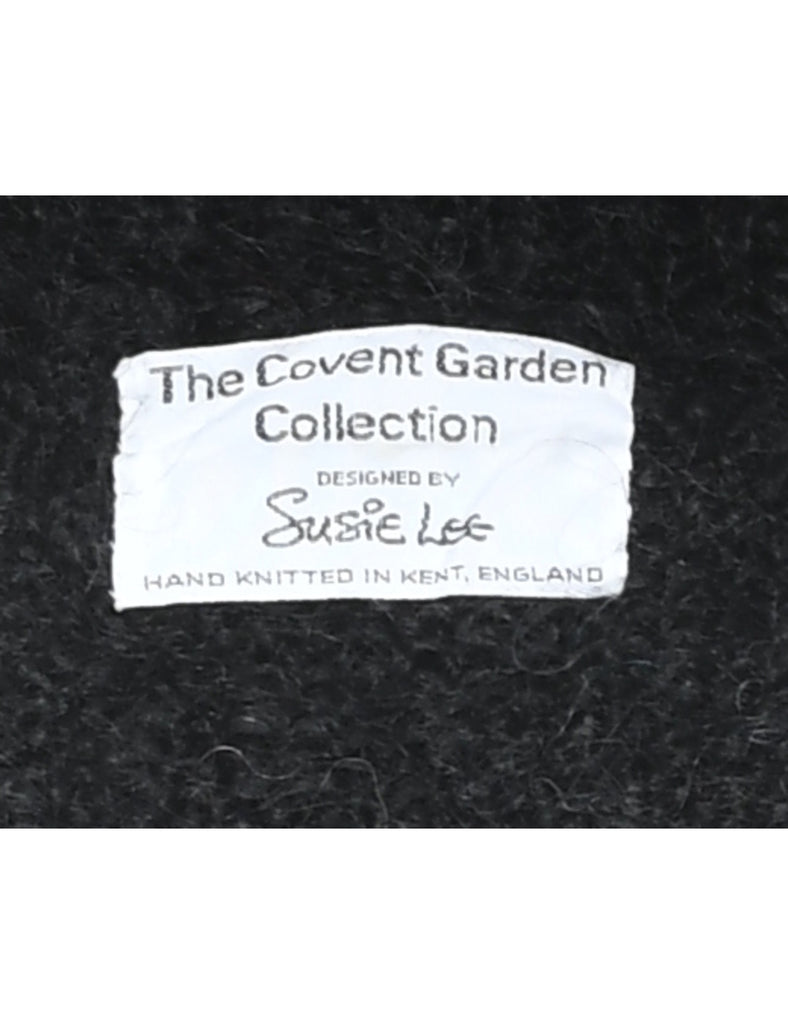 The Covent Garden
Collection
DESIGNED BY
Susie Lee
HAND KNITTED IN KENT, ENGLAND